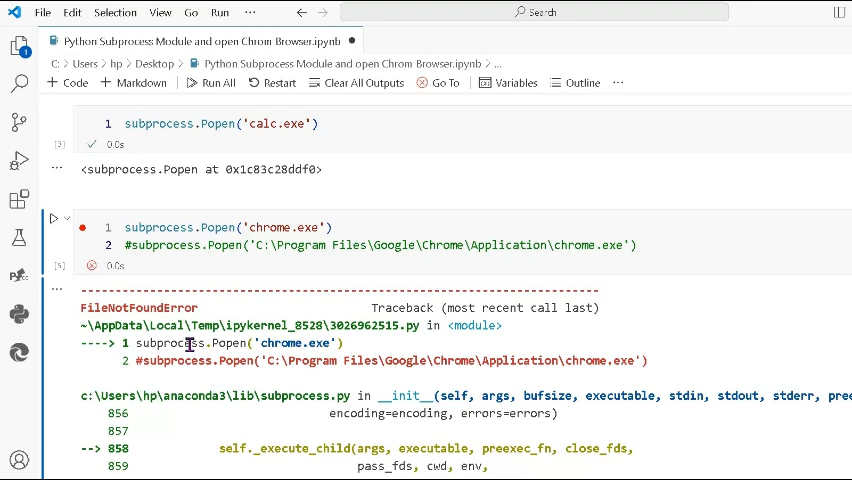 File Edit Selection View Go Run ··· Search
Python Subprocess Module and open Chrom Browser.ipynb
C: > Users > hp > Desktop > Python Subprocess Module and open Chrom Browser.ipynb > ...
+ Code + Markdown Run All Restart Clear All Outputs Go To Variables Outline ···
1
1 subprocess.Popen('calc.exe')
[3] 0.0s
... <subprocess.Popen at 0x1c83c28ddf0>
1 subprocess.Popen('chrome.exe')
2 #subprocess.Popen('C:\Program Files\Google\Chrome\Application\chrome.exe')
[5] 0.0s
... ---------------------------------------------------------------------------
FileNotFoundError Traceback (most recent call last)
~\AppData\Local\Temp\ipykernel_8528\3026962515.py in <module>
----> 1 subprocess.Popen('chrome.exe')
2 #subprocess.Popen('C:\Program Files\Google\Chrome\Application\chrome.exe')
c:\Users\hp\anaconda3\lib\subprocess.py in __init__(self, args, bufsize, executable, stdin, stdout, stderr, pree
856 encoding=encoding, errors=errors)
857
--> 858 self._execute_child(args, executable, preexec_fn, close_fds,
859 pass_fds, cwd, env,